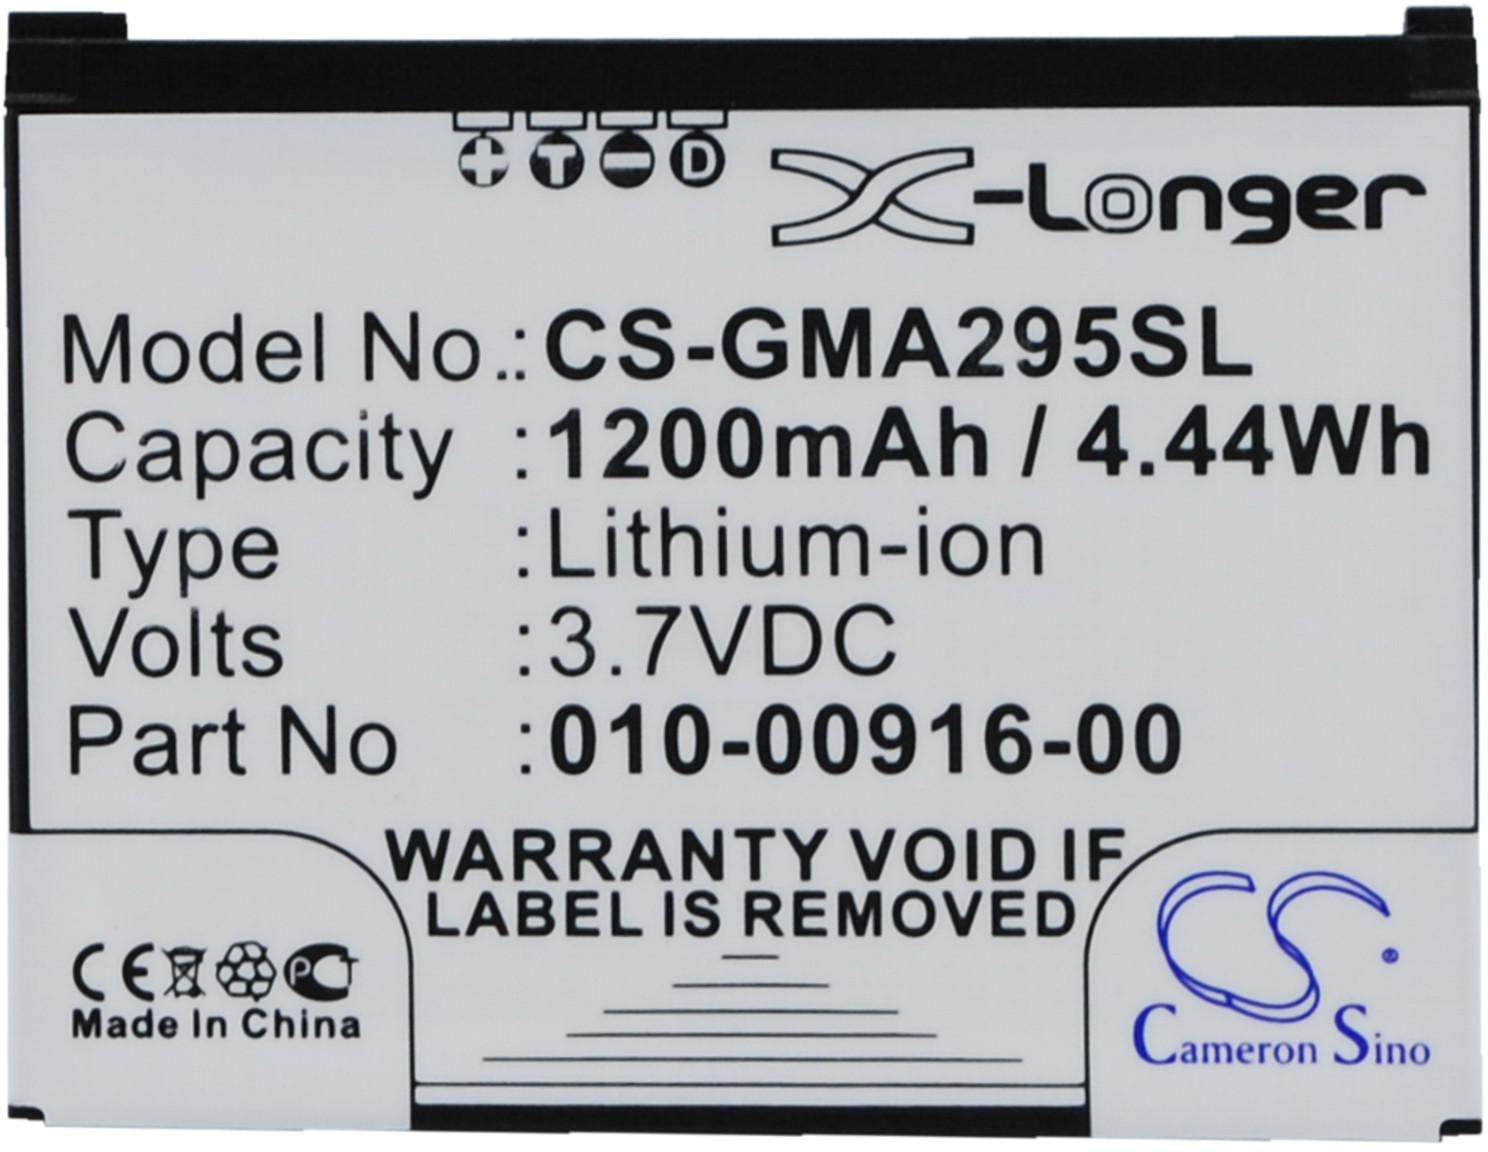 + T - D
X-Longer
Model No.: CS-GMA295SL
Capacity : 1200mAh / 4.44Wh
Type : Lithium-ion
Volts : 3.7VDC
Part No : 010-00916-00
WARRANTY VOID IF
LABEL IS REMOVED
CE PCT
Made In China
CS ®
Cameron Sino